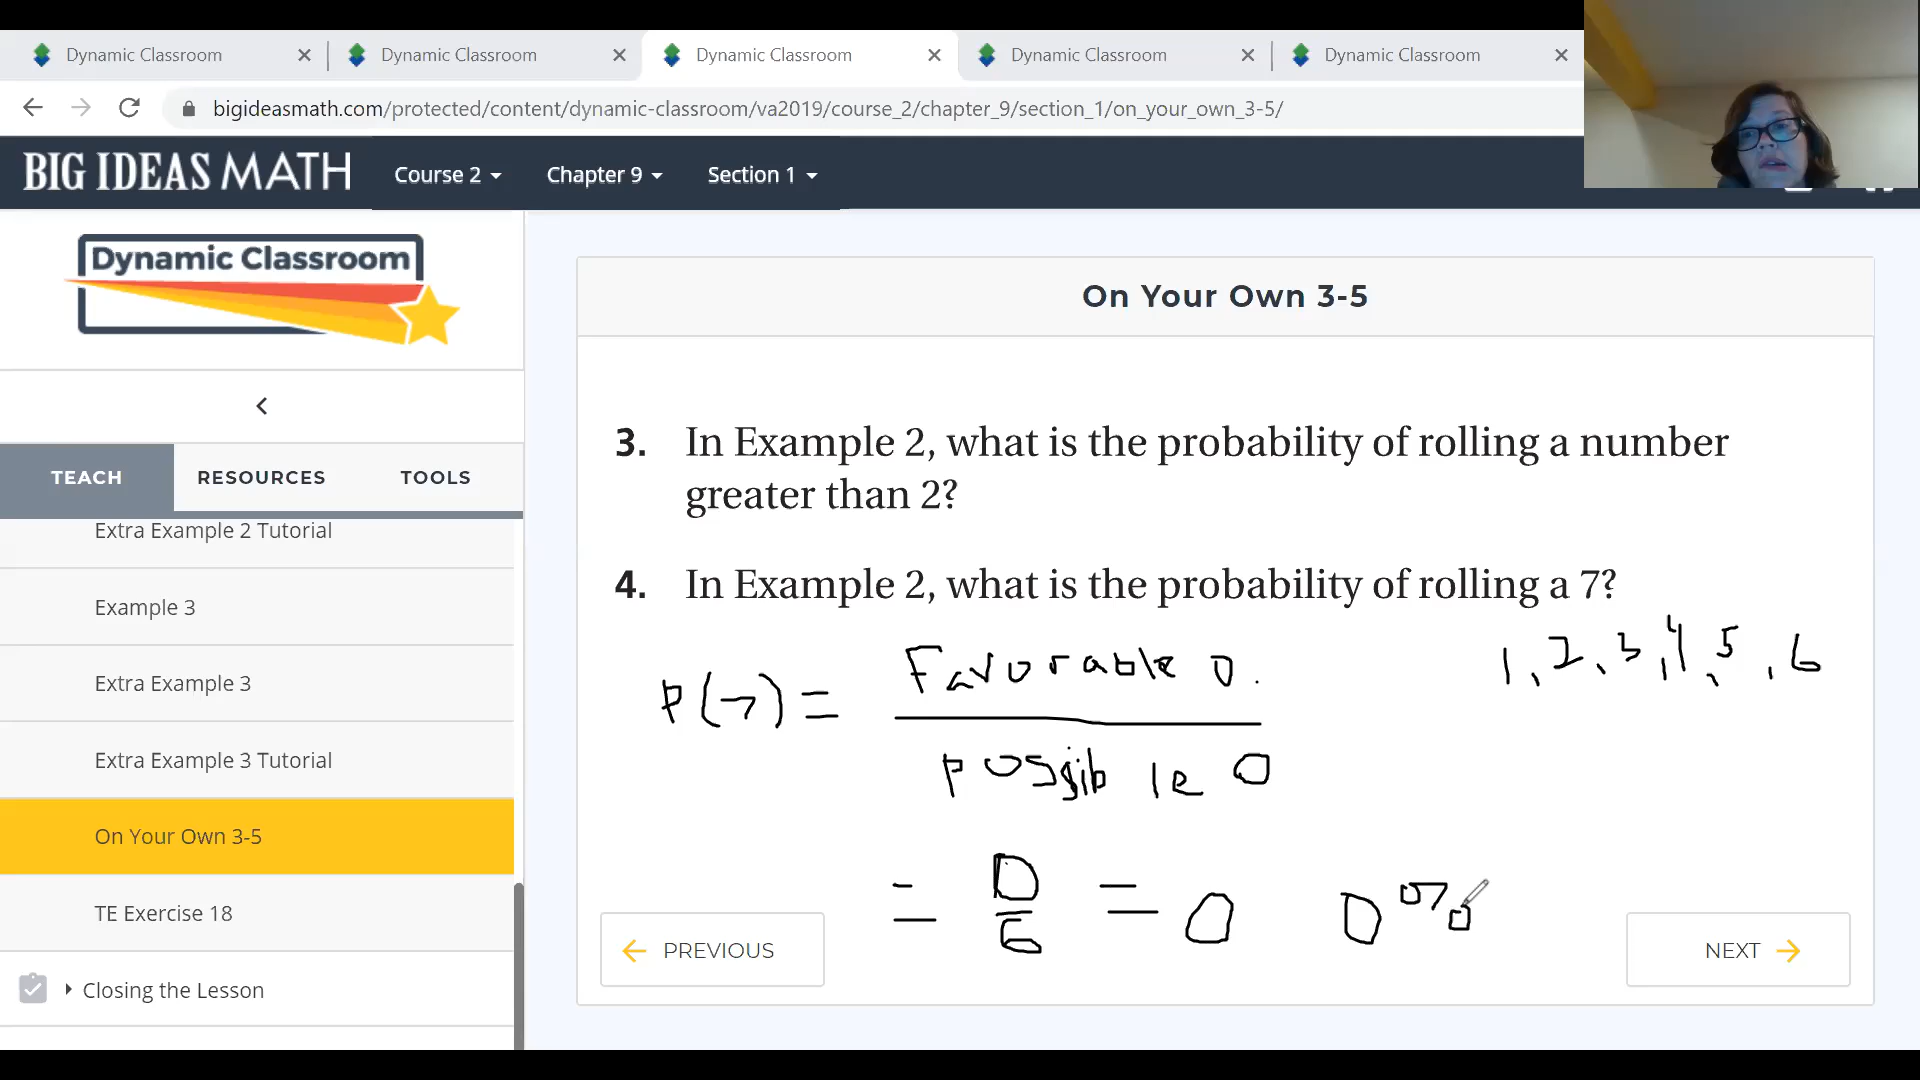 Dynamic Classroom
Dynamic Classroom
Dynamic Classroom
Dynamic Classroom
Dynamic Classroom
bigideasmath.com/protected/content/dynamic-classroom/va2019/course_2/chapter_9/section_1/on_your_own_3-5/
BIG IDEAS MATH
Course 2
Chapter 9
Section 1
Dynamic Classroom
TEACH
RESOURCES
TOOLS
Extra Example 2 Tutorial
Example 3
Extra Example 3
Extra Example 3 Tutorial
On Your Own 3-5
TE Exercise 18
Closing the Lesson
On Your Own 3-5
3. In Example 2, what is the probability of rolling a number
greater than 2?
4. In Example 2, what is the probability of rolling a 7?
1, 2, 3, 4, 5, 6
P(7) =
Favorable O.
possible O
= 0/6 = 0 0%
PREVIOUS
NEXT